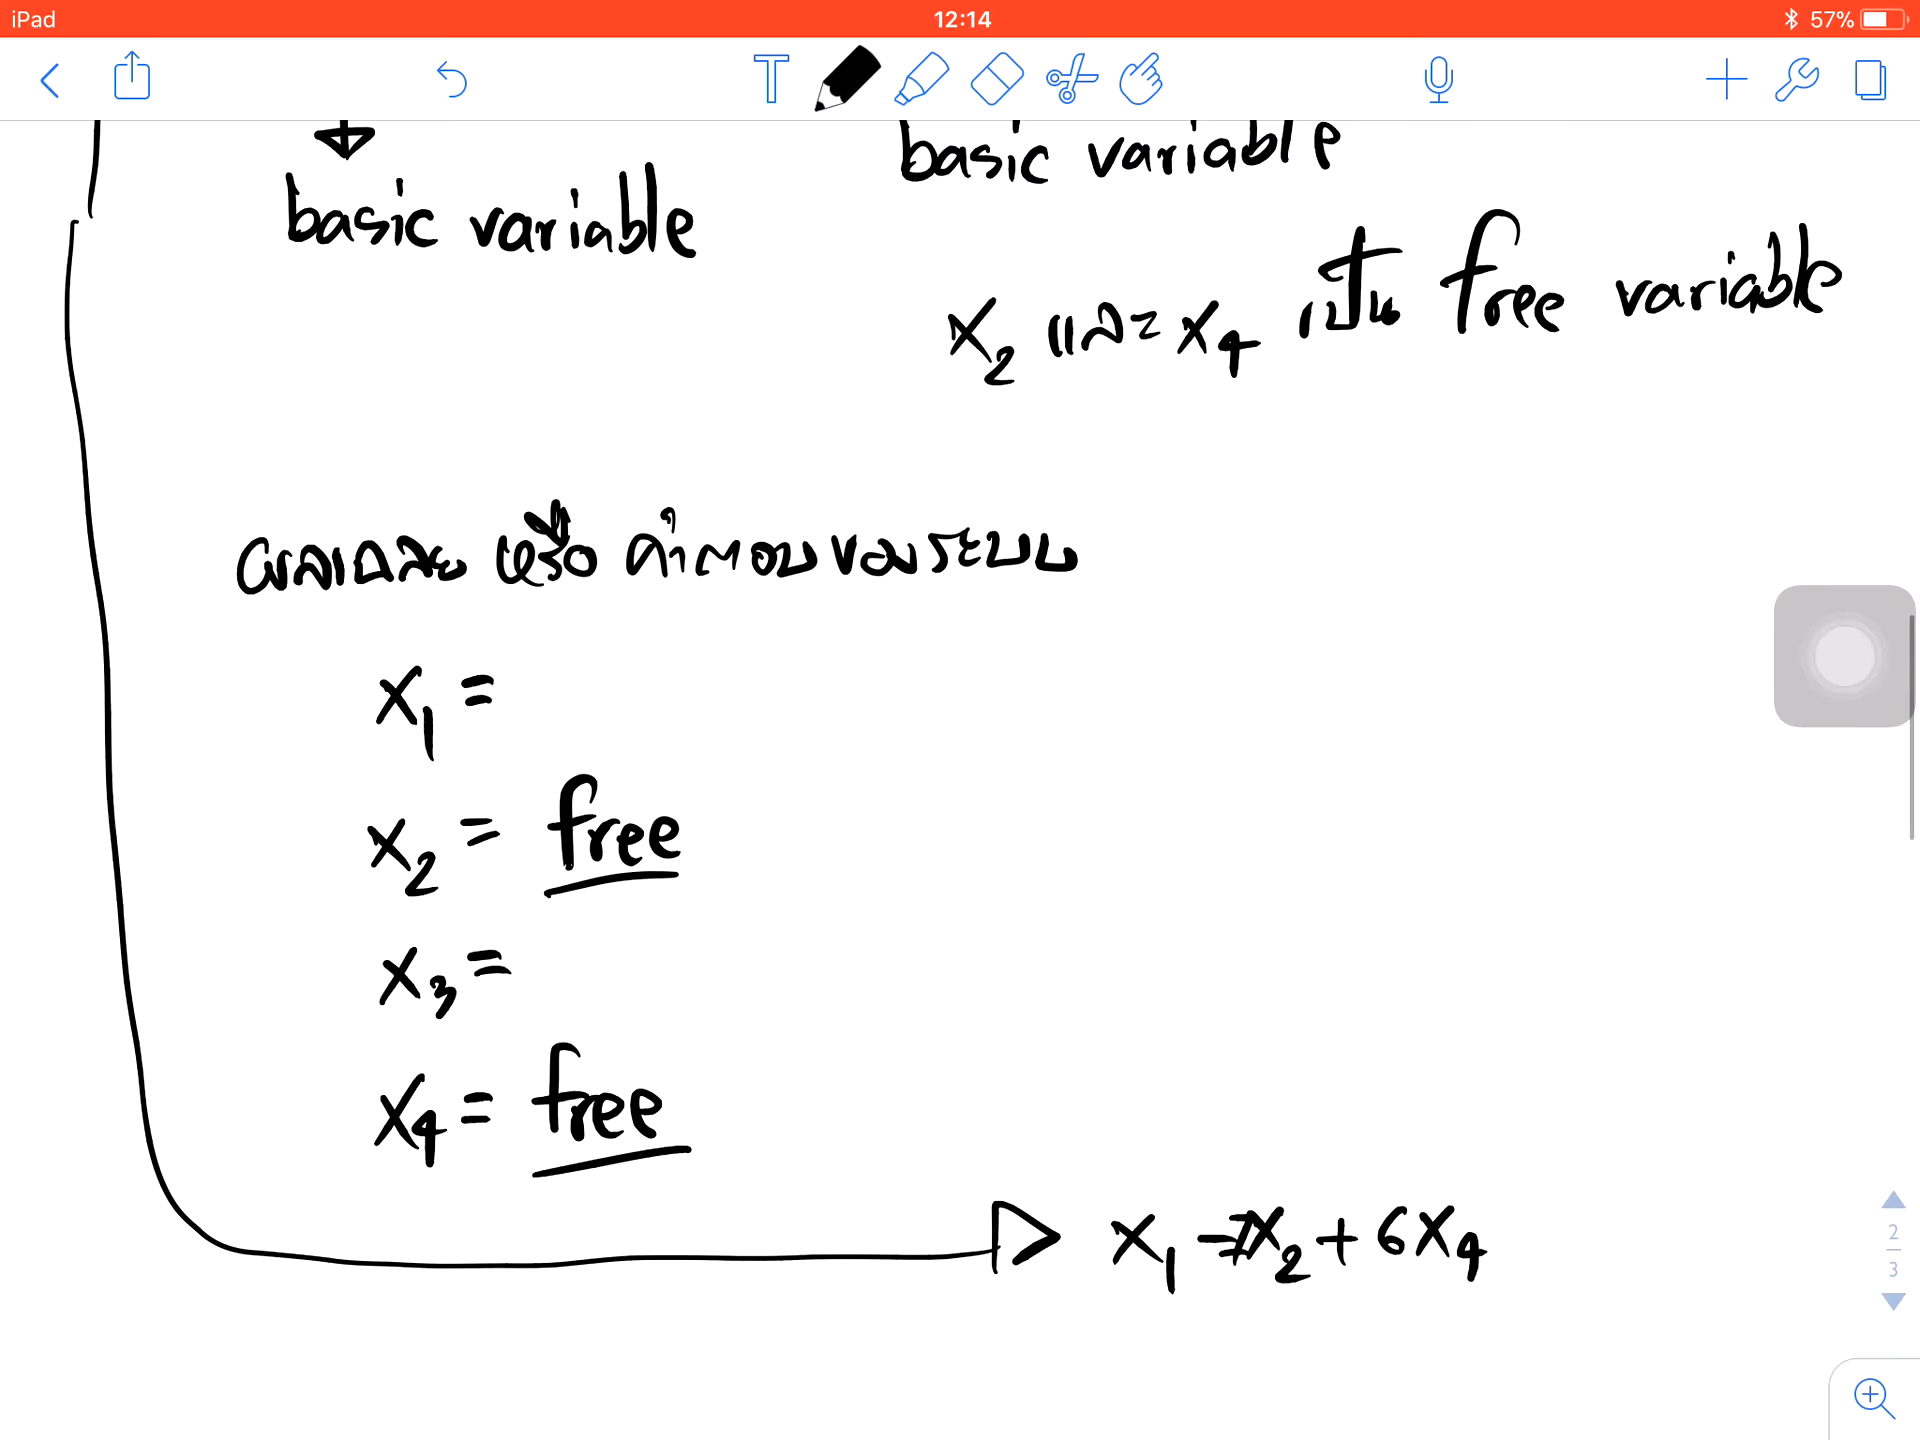 iPad 12:14 57%
T
basic variable
basic variable
x₂ และ x₄ เป็น free variable
ผลเฉลย หรือ คำตอบของระบบ
x₁ =
x₂ = free
x₃ =
x₄ = free
x₁ -7x₂ + 6x₄
2
3